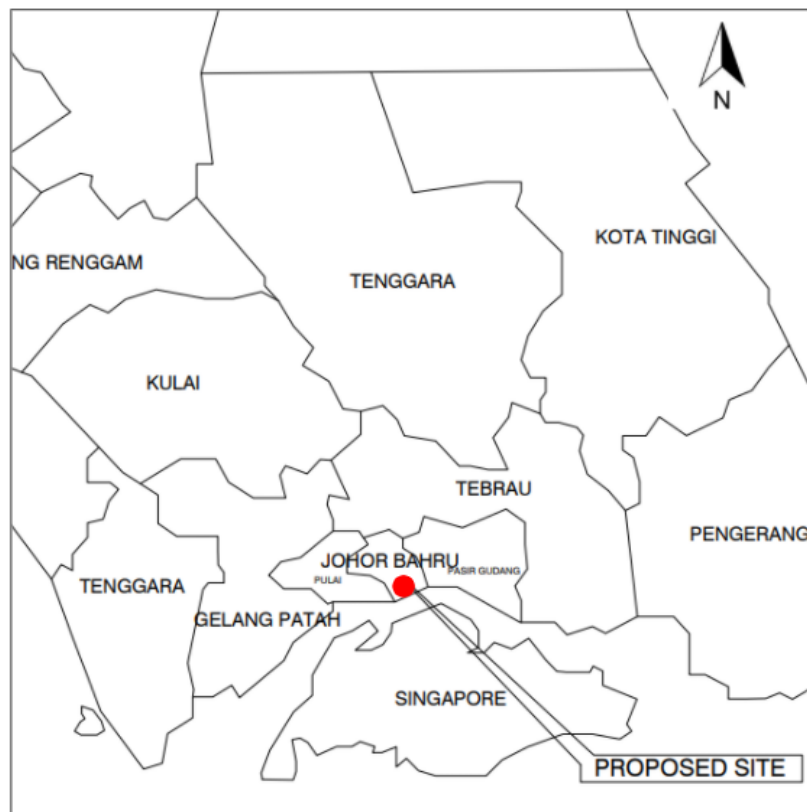 N
KOTA TINGGI
NG RENGGAM
TENGGARA
KULAI
TEBRAU
PENGERANG
JOHOR BAHRU
PULAI
PASIR GUDANG
TENGGARA
GELANG PATAH
SINGAPORE
PROPOSED SITE